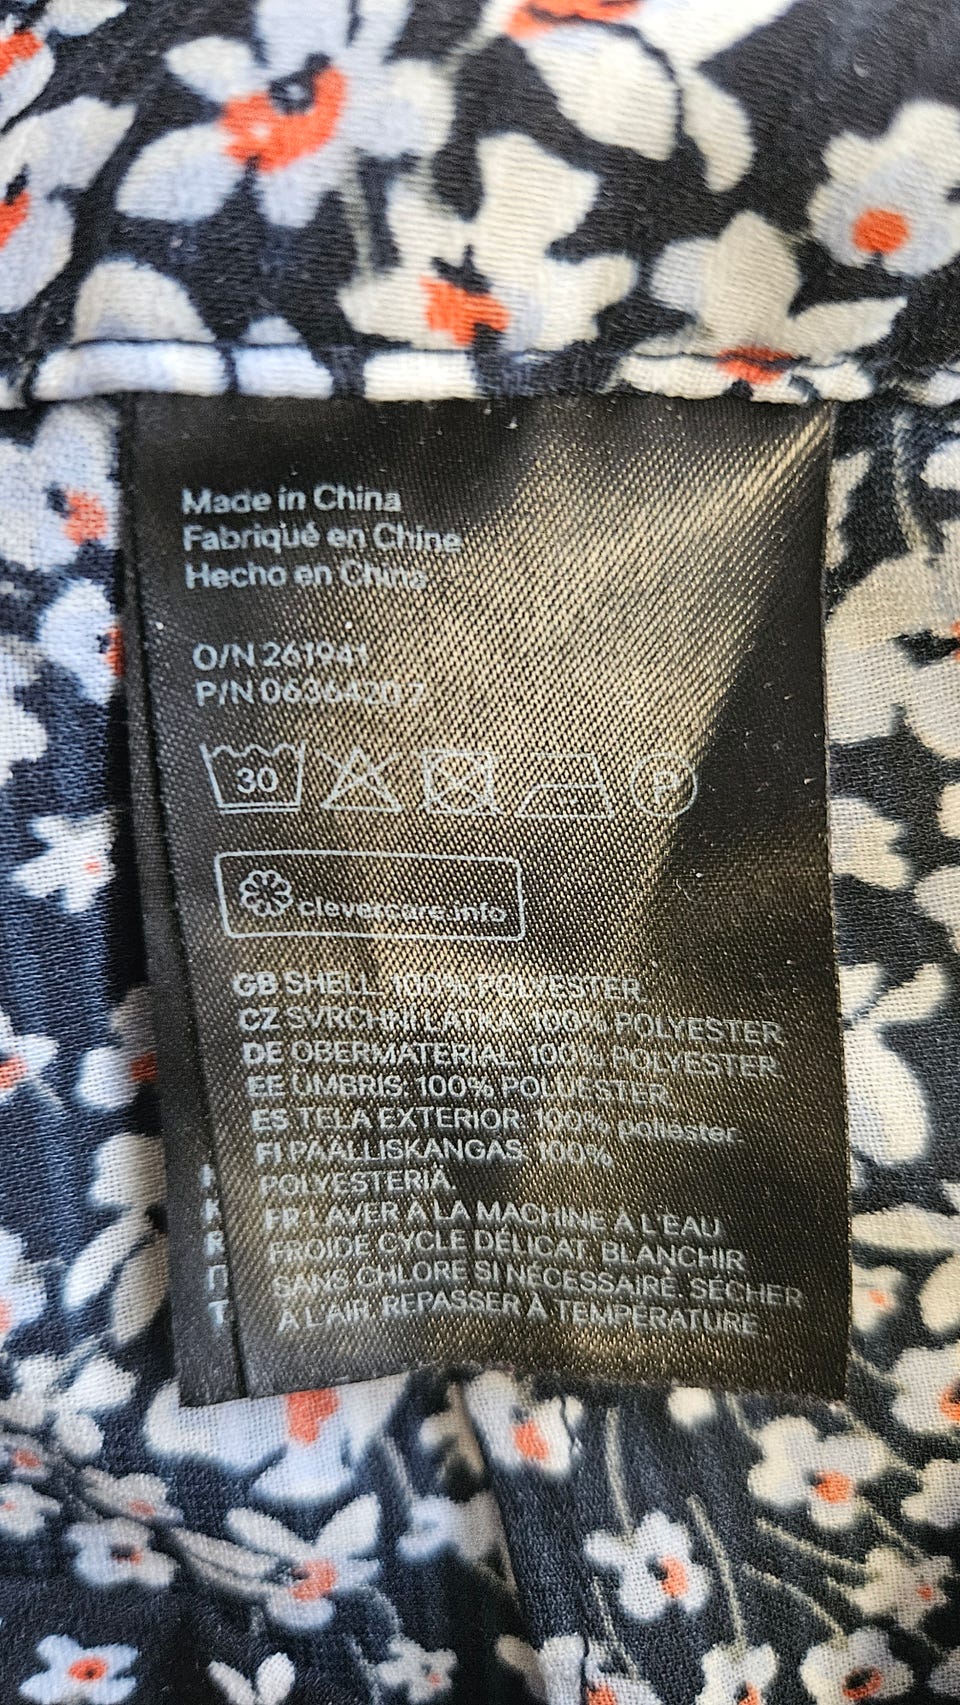 Made in China
Fabriqué en Chine
Hecho en China
O/N 261941
P/N 0636420 7
30
P
clevercare.info
GB SHELL 100% POLYESTER
CZ SVRCHNÍ LÁTKA 100% POLYESTER
DE OBERMATERIAL 100% POLYESTER
EE ÜMBRIS: 100% POLÜESTER
ES TELA EXTERIOR 100% poliéster
FI PÄÄLLISKANGAS 100%
POLYESTERIÄ.
FR LAVER À LA MACHINE À L'EAU
FROIDE CYCLE DÉLICAT BLANCHIR
SANS CHLORE SI NÉCESSAIRE. SÉCHER
À L'AIR. REPASSER À TEMPÉRATURE